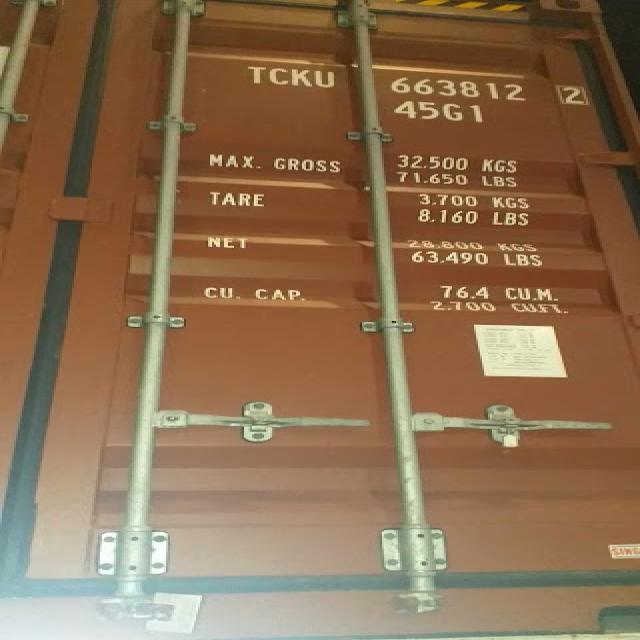 TCKU 663812 2
45G1
MAX. GROSS 32.500 KGS
71.650 LBS
TARE 3.700 KGS
8.160 LBS
NET 28.800 KGS
63.490 LBS
CU. CAP. 76.4 CU.M.
2.700 CU.FT.